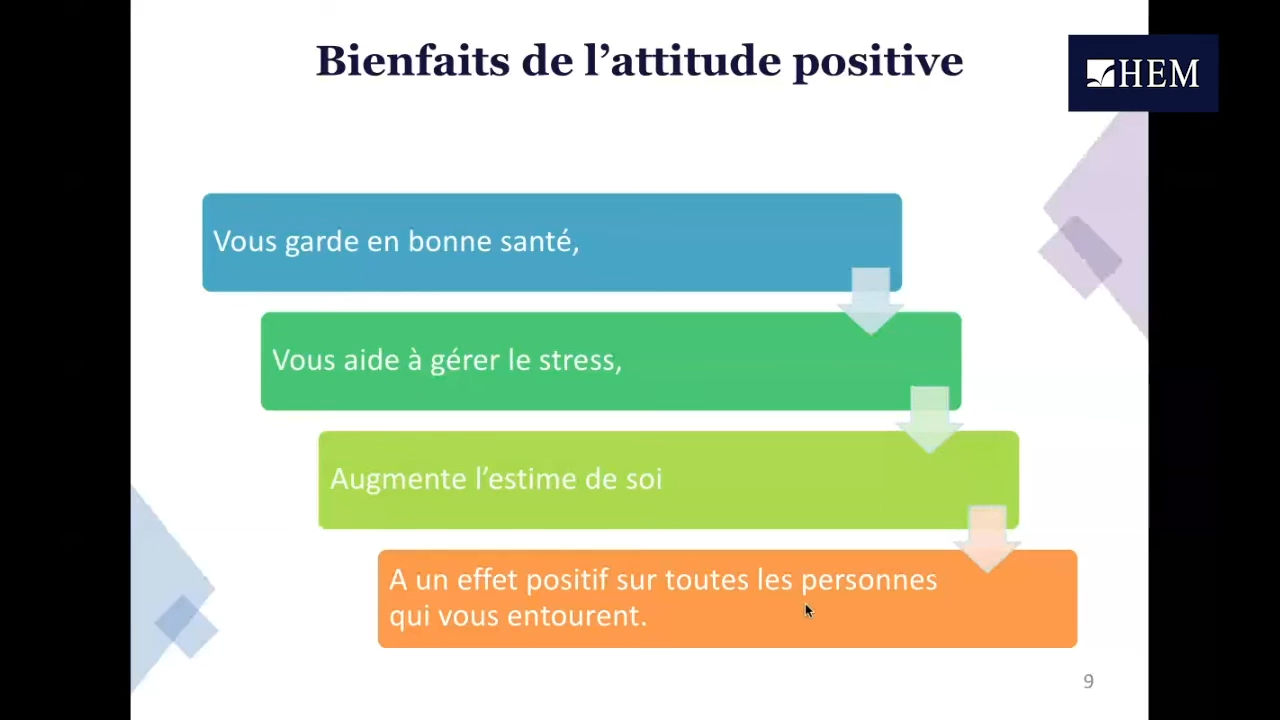 Bienfaits de l’attitude positive
HEM
Vous garde en bonne santé,
Vous aide à gérer le stress,
Augmente l’estime de soi
A un effet positif sur toutes les personnes
qui vous entourent.
9